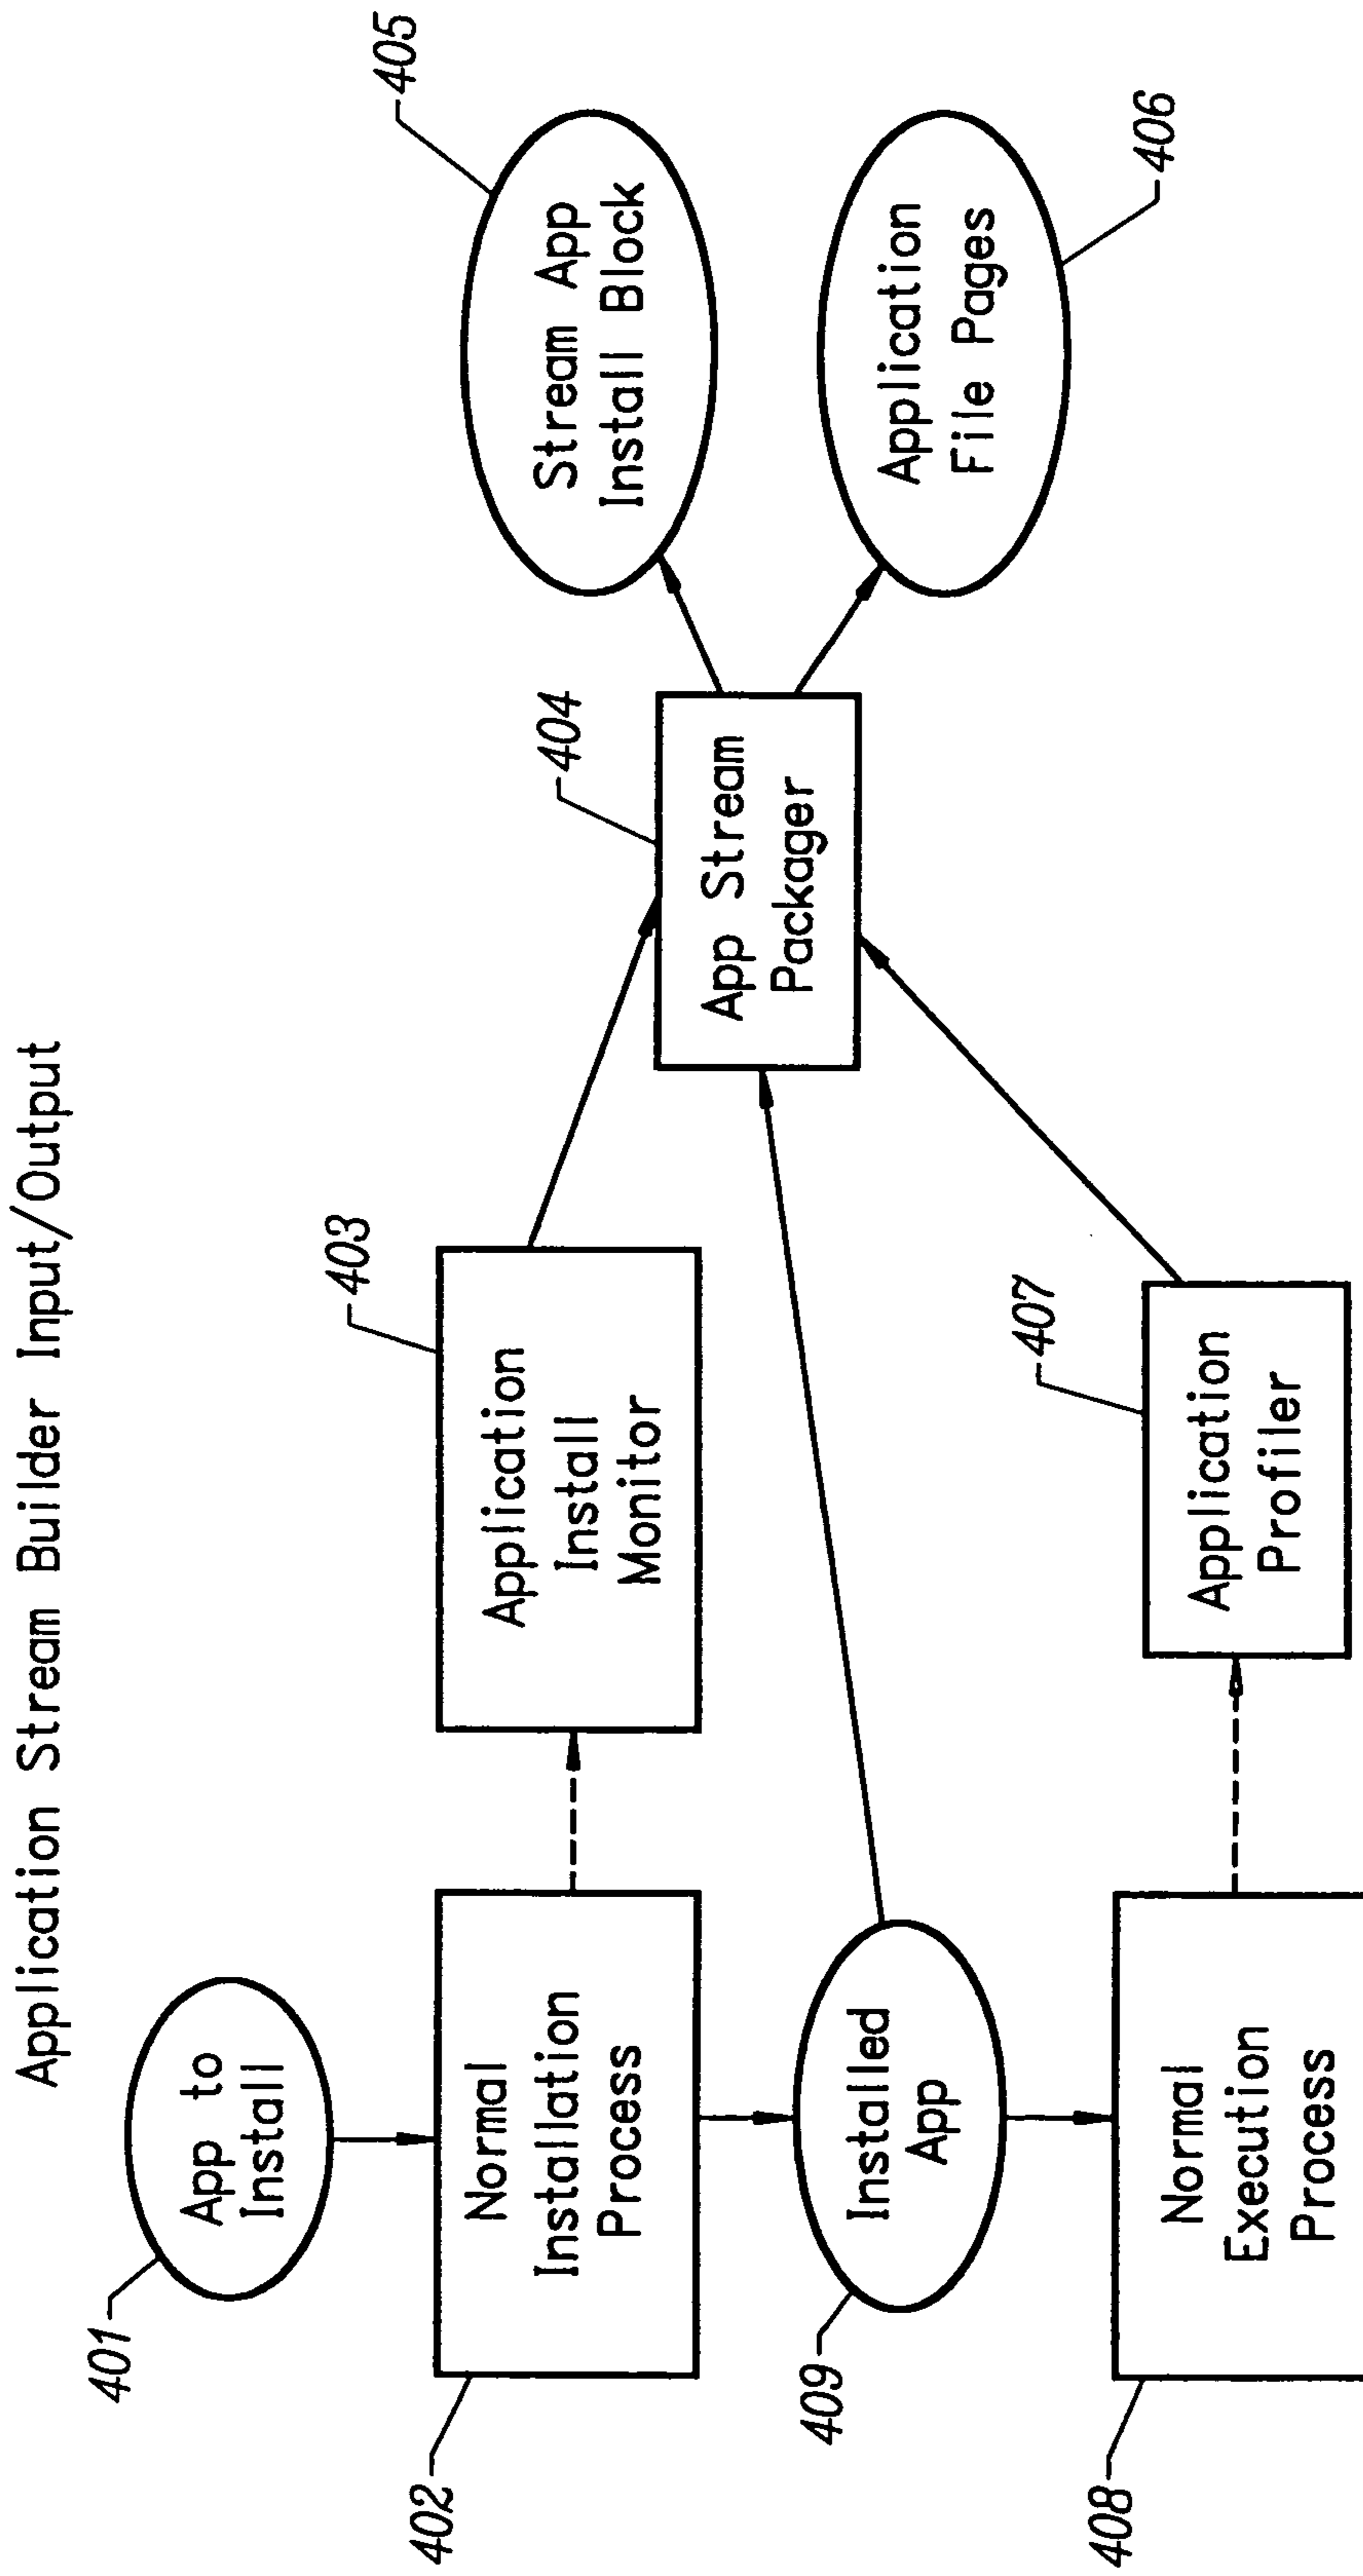 Application Stream Builder Input/Output
401
App to
Install
402
Normal
Installation
Process
403
Application
Install
Monitor
404
App Stream
Packager
405
Stream App
Install Block
406
Application
File Pages
409
Installed
App
407
Application
Profiler
408
Normal
Execution
Process